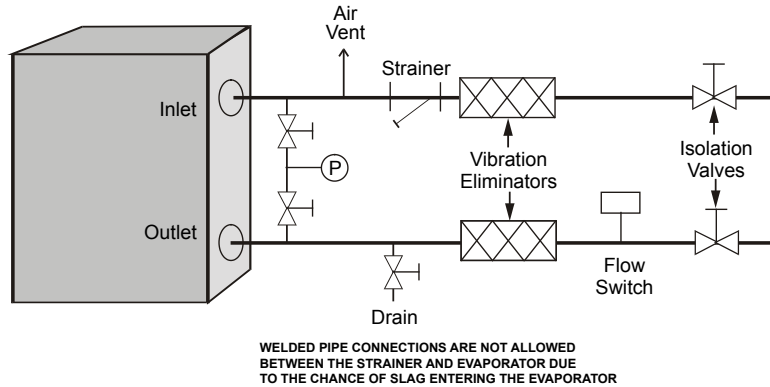 Air
Vent
Strainer
Inlet
P
Vibration
Eliminators
Isolation
Valves
Outlet
Flow
Switch
Drain
WELDED PIPE CONNECTIONS ARE NOT ALLOWED
BETWEEN THE STRAINER AND EVAPORATOR DUE
TO THE CHANCE OF SLAG ENTERING THE EVAPORATOR